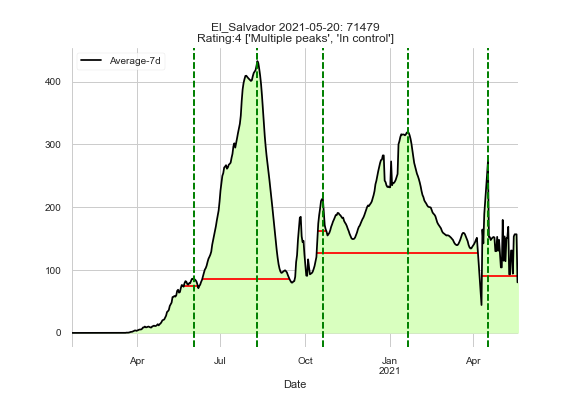 El_Salvador 2021-05-20: 71479
Rating:4 ['Multiple peaks', 'In control']
Average-7d
400
300
200
100
0
Apr
Jul
Oct
Jan
2021
Apr
Date